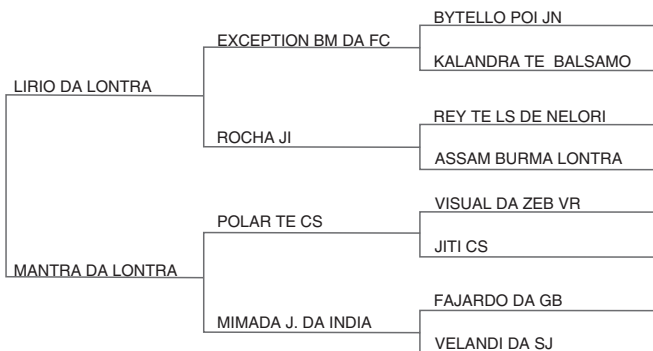 BYTELLO POI JN
EXCEPTION BM DA FC
KALANDRA TE BALSAMO
LIRIO DA LONTRA
REY TE LS DE NELORI
ROCHA JI
ASSAM BURMA LONTRA
VISUAL DA ZEB VR
POLAR TE CS
JITI CS
MANTRA DA LONTRA
FAJARDO DA GB
MIMADA J. DA INDIA
VELANDI DA SJ